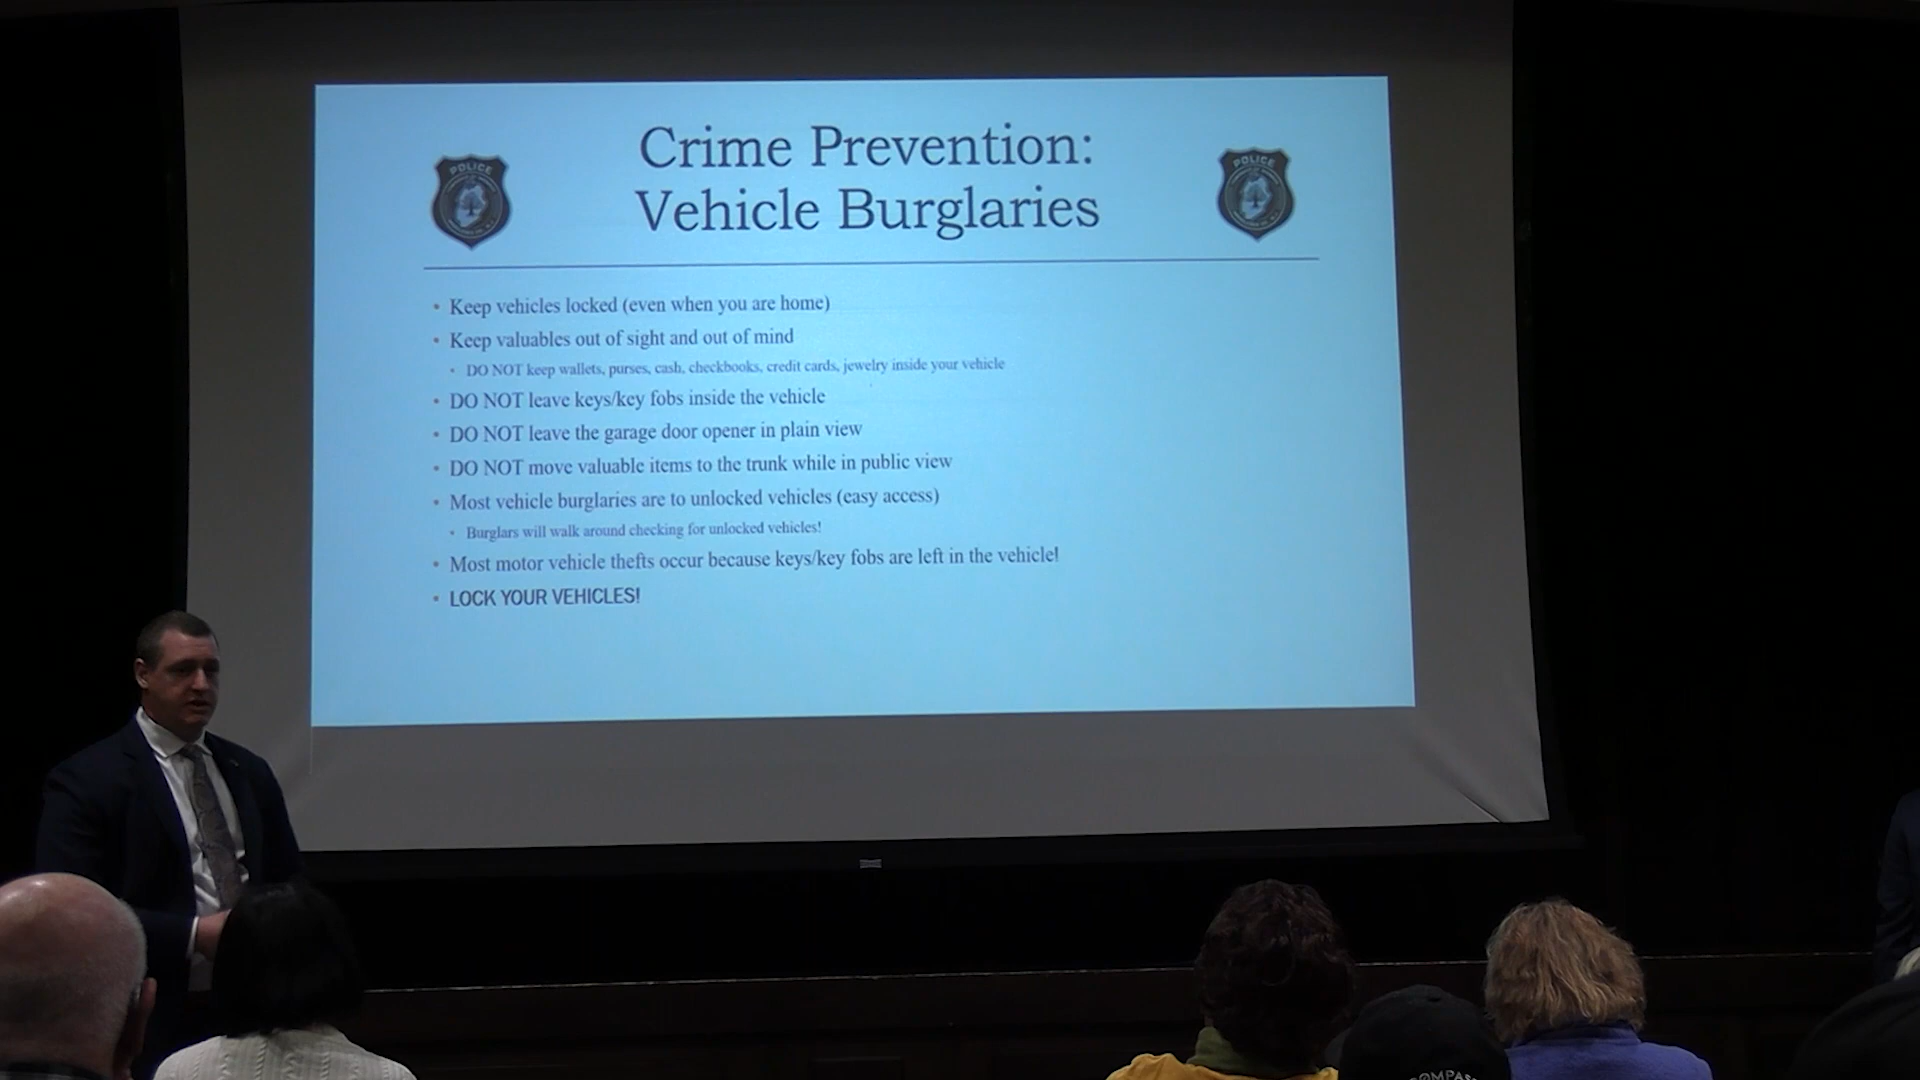 Crime Prevention:
Vehicle Burglaries
POLICE
POLICE
• Keep vehicles locked (even when you are home)
• Keep valuables out of sight and out of mind
• DO NOT keep wallets, purses, cash, checkbooks, credit cards, jewelry inside your vehicle
• DO NOT leave keys/key fobs inside the vehicle
• DO NOT leave the garage door opener in plain view
• DO NOT move valuable items to the trunk while in public view
• Most vehicle burglaries are to unlocked vehicles (easy access)
• Burglars will walk around checking for unlocked vehicles!
• Most motor vehicle thefts occur because keys/key fobs are left in the vehicle!
• LOCK YOUR VEHICLES!